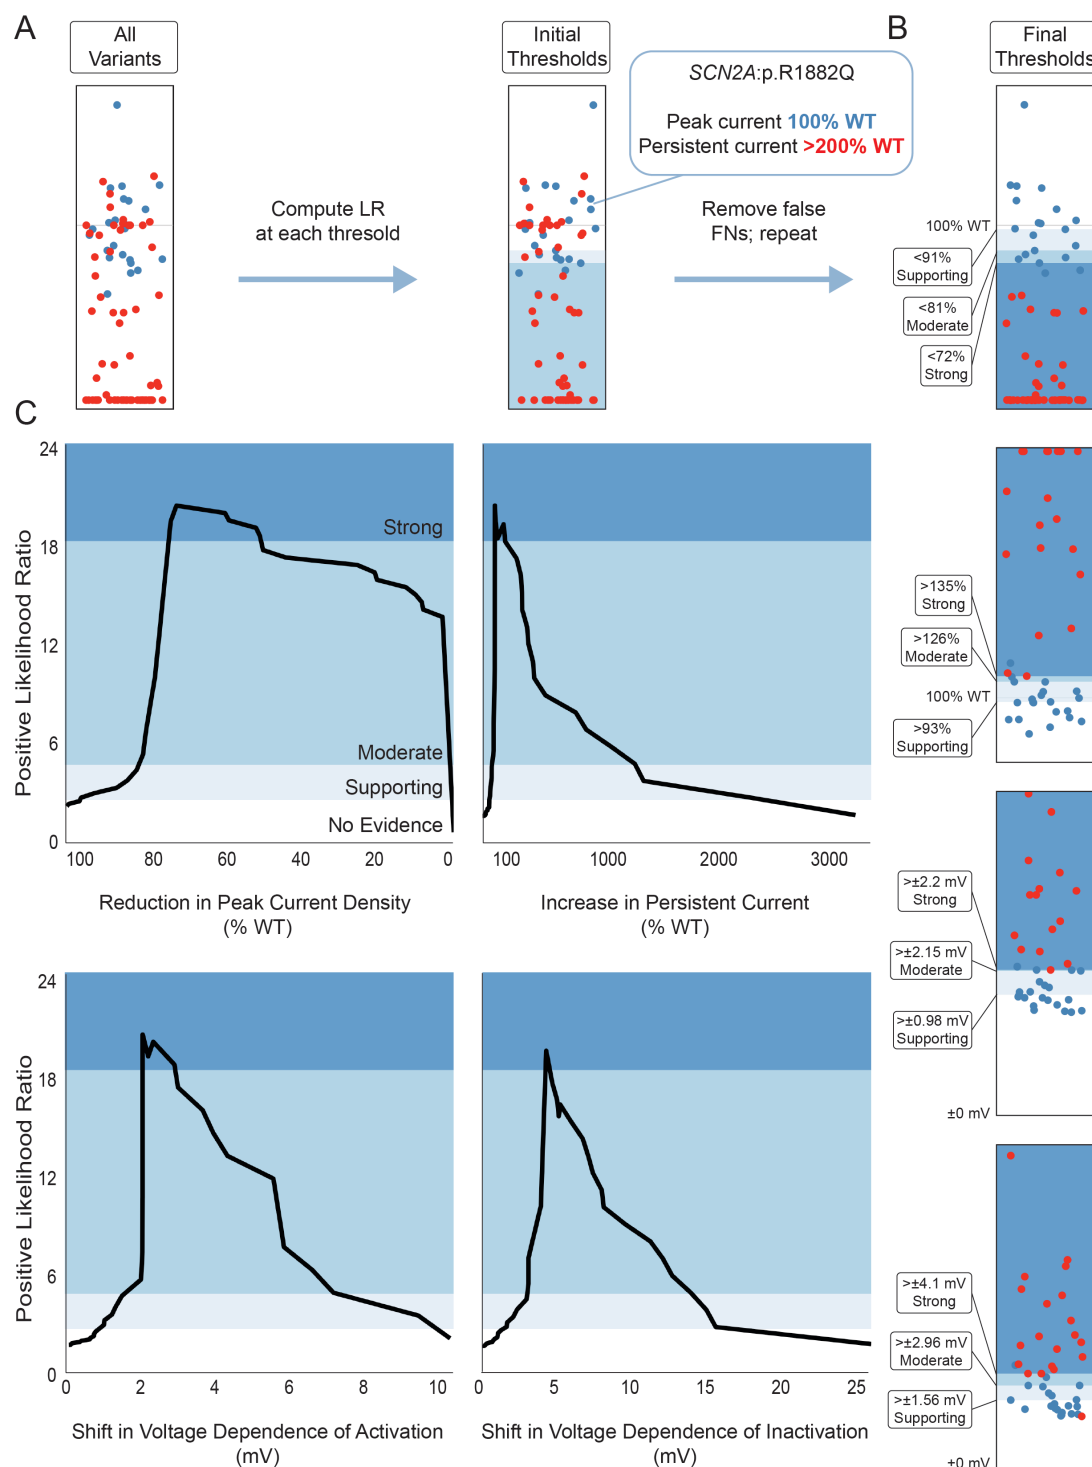 A
All
Variants
Compute LR
at each thresold
Initial
Thresholds
SCN2A:p.R1882Q
Peak current 100% WT
Persistent current >200% WT
Remove false
FNs; repeat
B
Final
Thresholds
100% WT
<91%
Supporting
<81%
Moderate
<72%
Strong
>135%
Strong
>126%
Moderate
100% WT
>93%
Supporting
>±2.2 mV
Strong
>±2.15 mV
Moderate
>±0.98 mV
Supporting
±0 mV
>±4.1 mV
Strong
>±2.96 mV
Moderate
>±1.56 mV
Supporting
±0 mV
C
Positive Likelihood Ratio
24
18
12
6
0
Strong
Moderate
Supporting
No Evidence
100 80 60 40 20 0
Reduction in Peak Current Density
(% WT)
100 1000 2000 3000
Increase in Persistent Current
(% WT)
Positive Likelihood Ratio
24
18
12
6
0
0 2 4 6 8 10
Shift in Voltage Dependence of Activation
(mV)
0 5 10 15 20 25
Shift in Voltage Dependence of Inactivation
(mV)